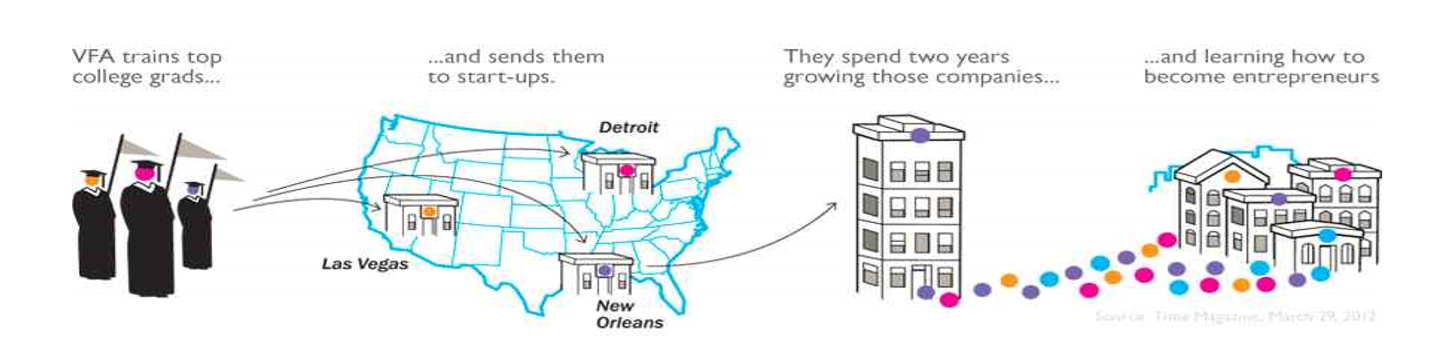 VFA trains top
college grads...
...and sends them
to start-ups.
They spend two years
growing those companies...
...and learning how to
become entrepreneurs
Detroit
Las Vegas
New
Orleans
Source: Time Magazine, March 29, 2012